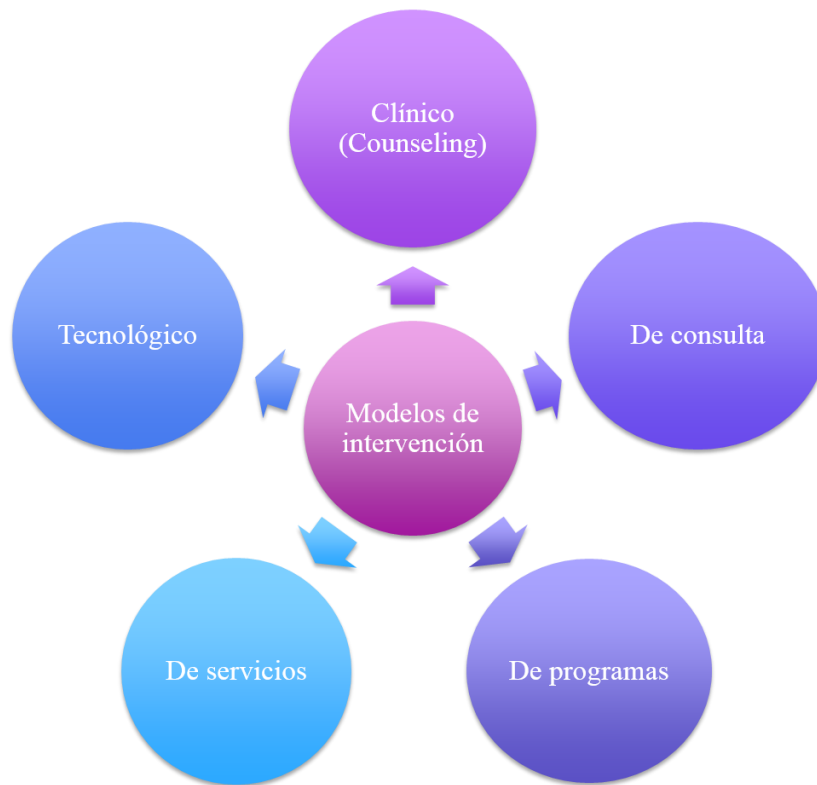 Clínico
(Counseling)
Tecnológico
De consulta
Modelos de
intervención
De servicios
De programas